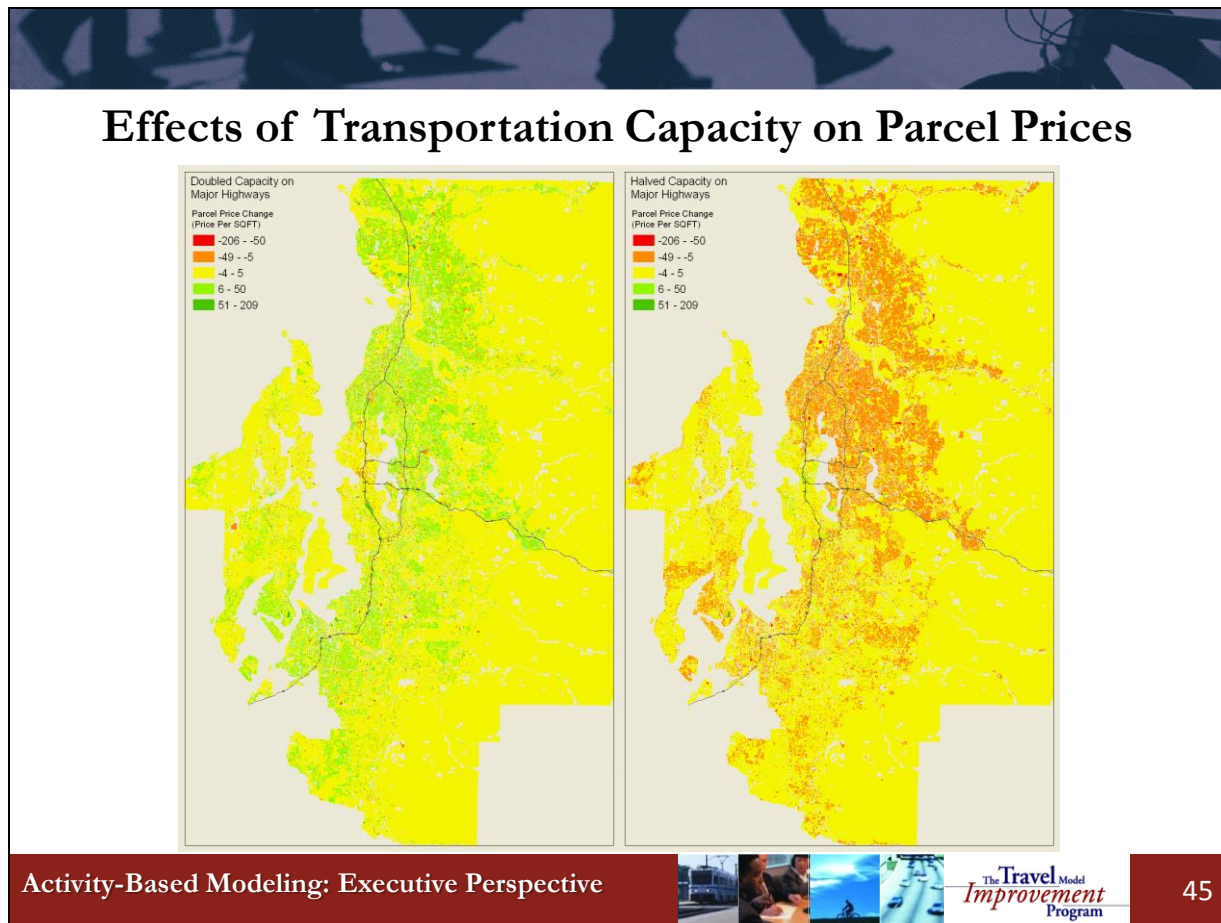 Effects of Transportation Capacity on Parcel Prices
Doubled Capacity on
Major Highways
Parcel Price Change
(Price Per SQFT)
-206 - -50
-49 - -5
-4 - 5
6 - 50
51 - 209
Halved Capacity on
Major Highways
Parcel Price Change
(Price Per SQFT)
-206 - -50
-49 - -5
-4 - 5
6 - 50
51 - 209
Activity-Based Modeling: Executive Perspective
The Travel Model
Improvement
Program
45